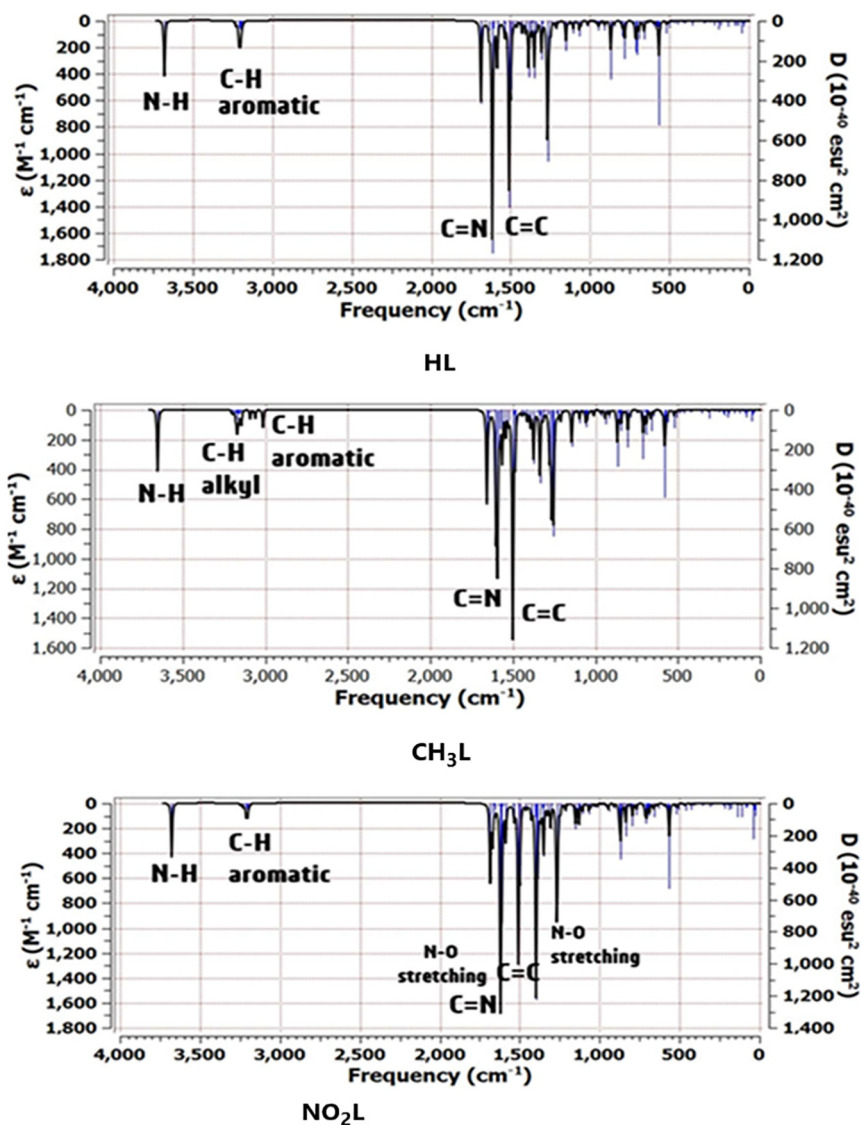 0 0
200
400 200
600 400
800
1,000 600
1,200 800
1,400
1,600 1,000
1,800 1,200
ε (M⁻¹ cm⁻¹)
D (10⁻⁴⁰ esu² cm²)
N-H
C-H
aromatic
C=N C=C
4,000 3,500 3,000 2,500 2,000 1,500 1,000 500 0
Frequency (cm⁻¹)
HL
0 0
200 200
400
600 400
800 600
1,000
1,200 800
1,400 1,000
1.600 1.200
ε (M⁻¹ cm⁻¹)
D (10⁻⁴⁰ esu² cm²)
N-H
C-H
alkyl
C-H
aromatic
C=N
C=C
4,000 3,500 3,000 2,500 2,000 1,500 1,000 500 0
Frequency (cm⁻¹)
CH₃L
0 0
200 200
400 400
600
800 600
1,000 800
1,200 1,000
1,400
1,600 1,200
1.800 1,400
ε (M⁻¹ cm⁻¹)
D (10⁻⁴⁰ esu² cm²)
N-H
C-H
aromatic
N-O
stretching
C=C
C=N
N-O
stretching
4,000 3,500 3,000 2,500 2,000 1,500 1,000 500 0
Frequency (cm⁻¹)
NO₂L